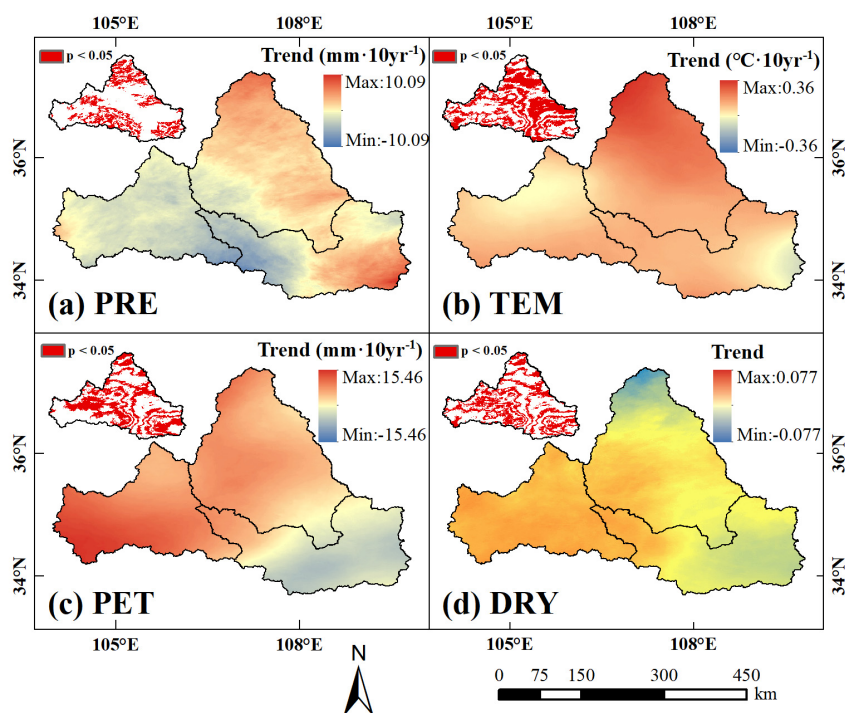 105°E 108°E 105°E 108°E
p < 0.05 Trend (mm·10yr⁻¹)
Max:10.09
Min:-10.09
(a) PRE
p < 0.05 Trend (°C·10yr⁻¹)
Max:0.36
Min:-0.36
(b) TEM
36°N 36°N
34°N 34°N
p < 0.05 Trend (mm·10yr⁻¹)
Max:15.46
Min:-15.46
(c) PET
p < 0.05 Trend
Max:0.077
Min:-0.077
(d) DRY
36°N 36°N
34°N 34°N
105°E 108°E 105°E 108°E
N
0 75 150 300 450
km